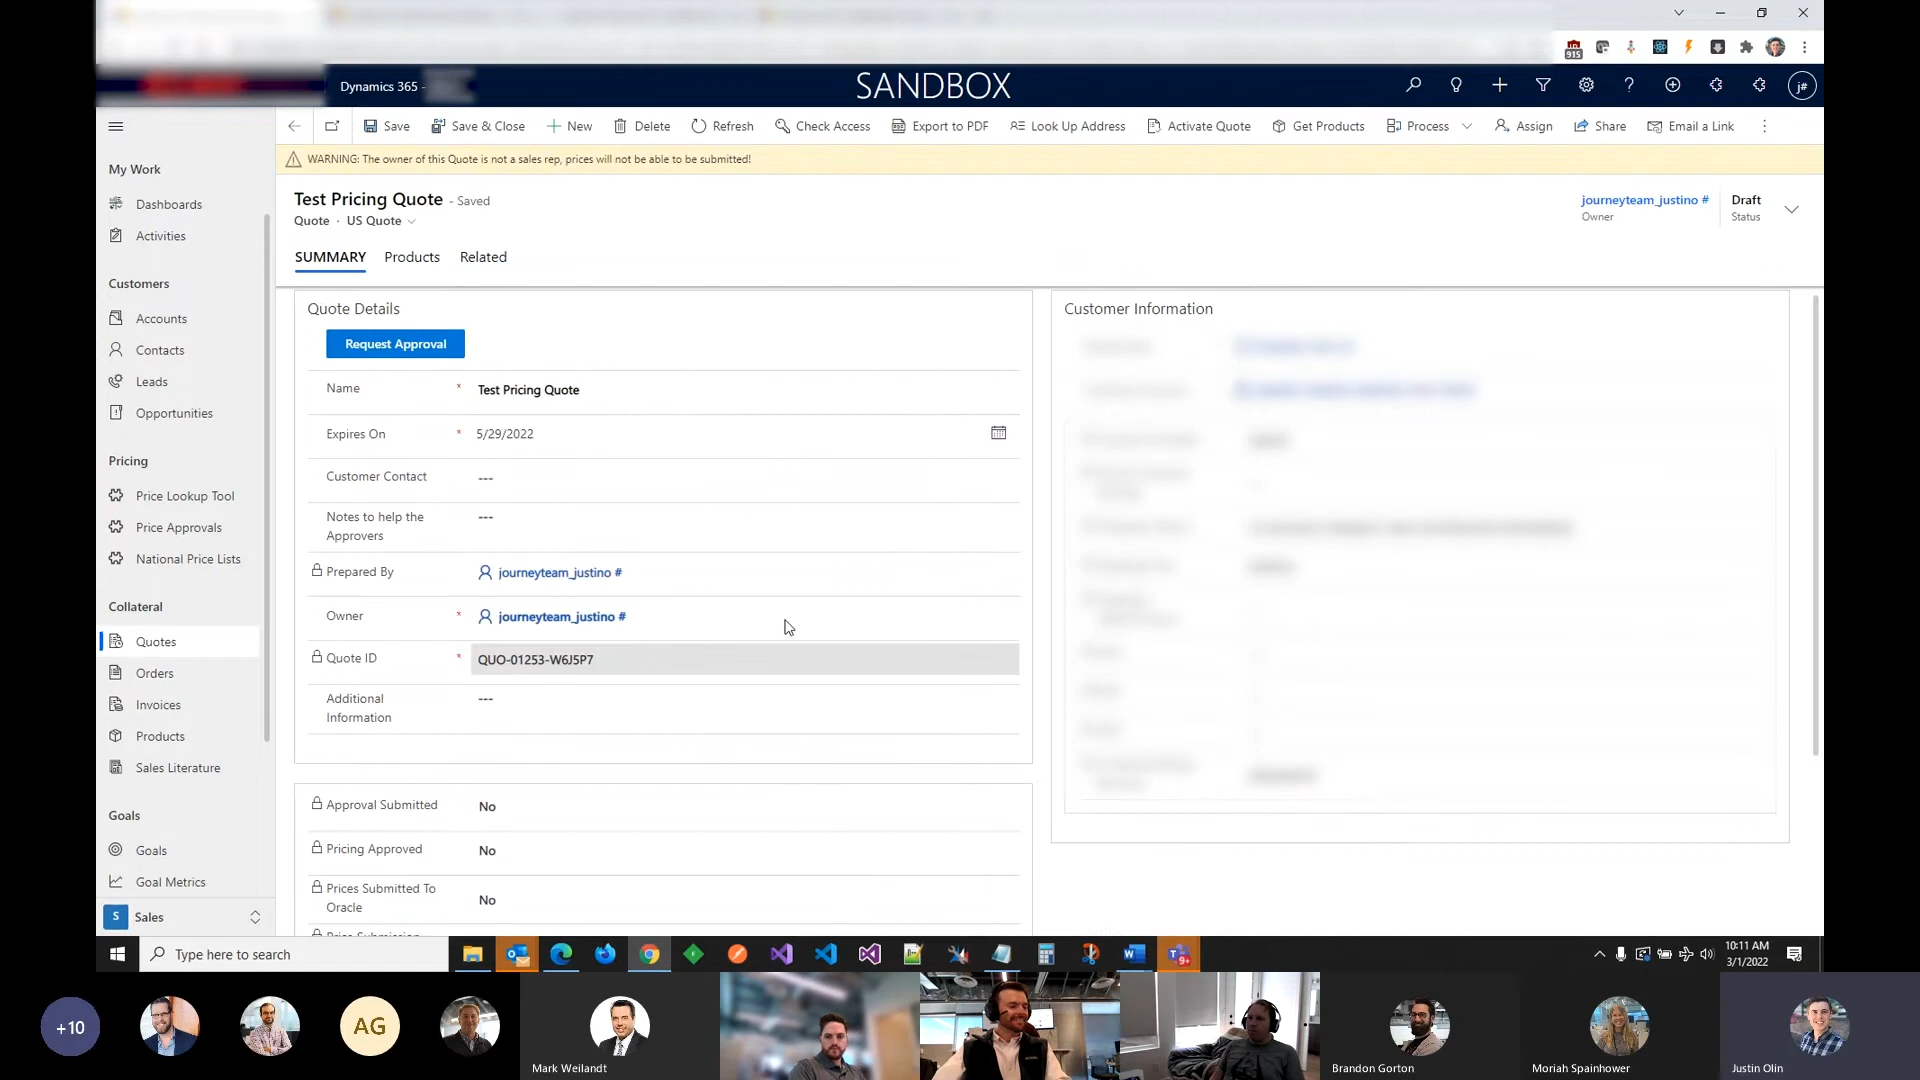 915
Dynamics 365 -
SANDBOX
j#
Save
Save & Close
New
Delete
Refresh
Check Access
Export to PDF
Look Up Address
Activate Quote
Get Products
Process
Assign
Share
Email a Link
WARNING: The owner of this Quote is not a sales rep, prices will not be able to be submitted!
Test Pricing Quote - Saved
Quote · US Quote
journeyteam_justino #
Owner
Draft
Status
SUMMARY
Products
Related
My Work
Dashboards
Activities
Customers
Accounts
Contacts
Leads
Opportunities
Pricing
Price Lookup Tool
Price Approvals
National Price Lists
Collateral
Quotes
Orders
Invoices
Products
Sales Literature
Goals
Goals
Goal Metrics
S Sales
Quote Details
Request Approval
Name * Test Pricing Quote
Expires On * 5/29/2022
Customer Contact ---
Notes to help the Approvers ---
Prepared By journeyteam_justino #
Owner * journeyteam_justino #
Quote ID * QUO-01253-W6J5P7
Additional Information ---
Approval Submitted No
Pricing Approved No
Prices Submitted To Oracle No
Customer Information
Type here to search
9+
10:11 AM
3/1/2022
+10
AG
Mark Weilandt
Brandon Gorton
Moriah Spainhower
Justin Olin